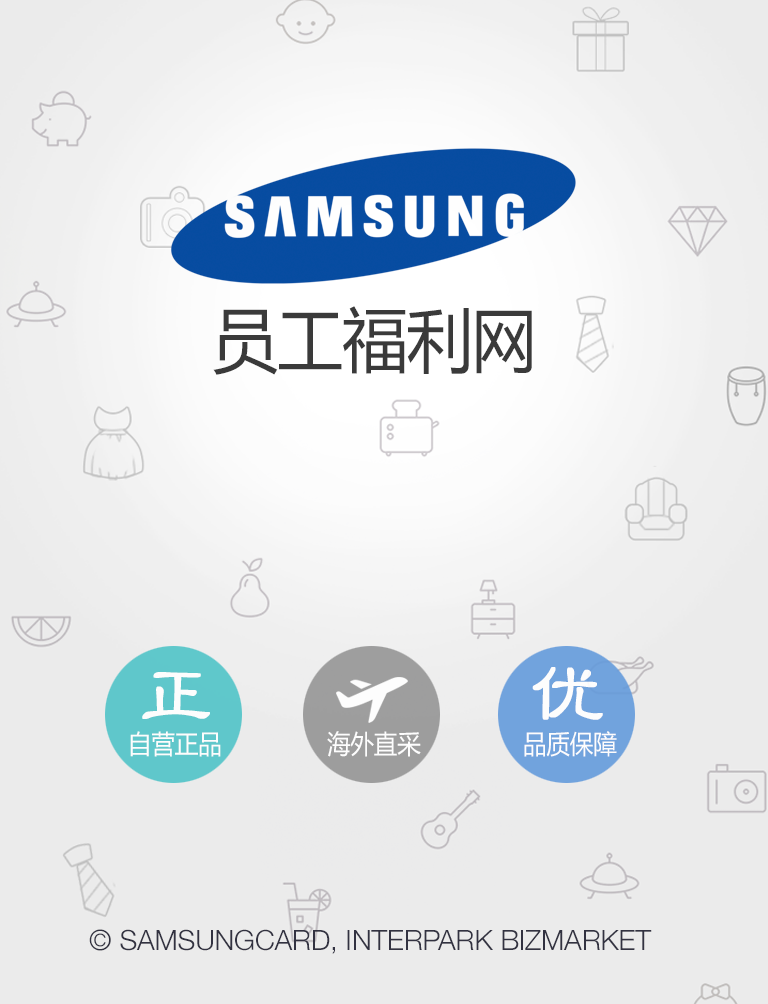 SAMSUNG
员工福利网
正
自营正品
海外直采
优
品质保障
© SAMSUNGCARD, INTERPARK BIZMARKET